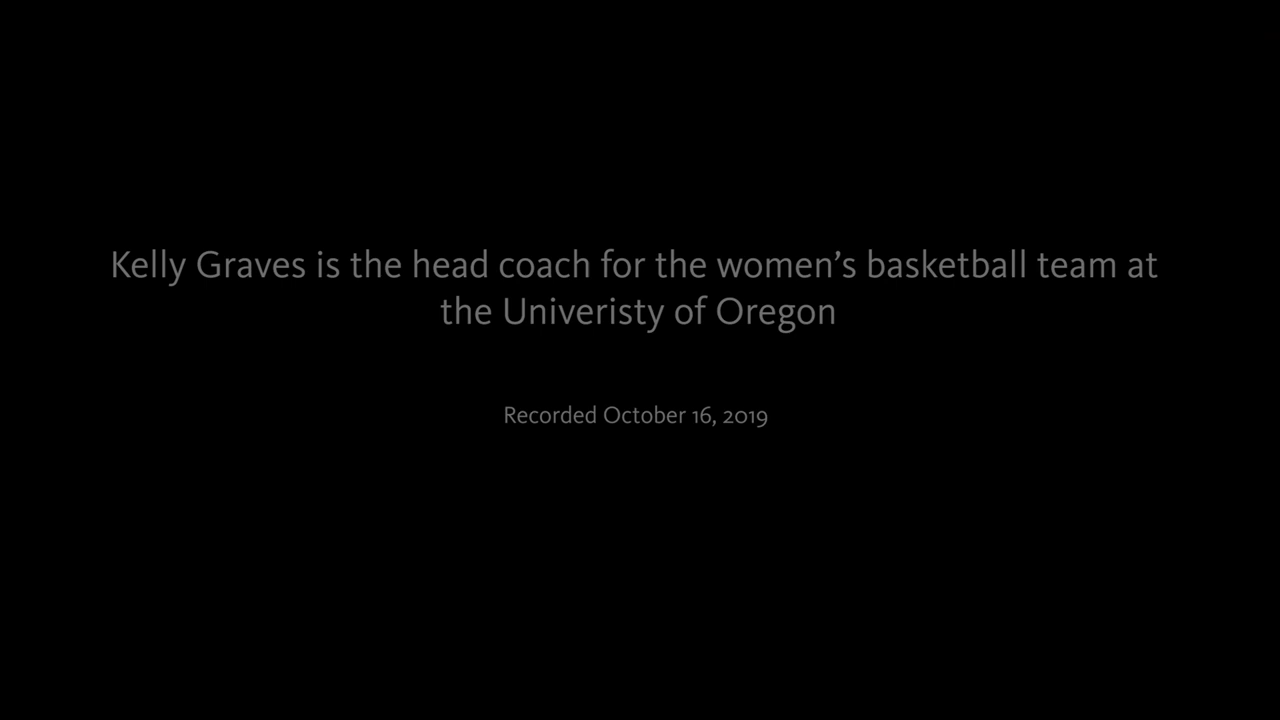 Kelly Graves is the head coach for the women’s basketball team at
the Univeristy of Oregon
Recorded October 16, 2019